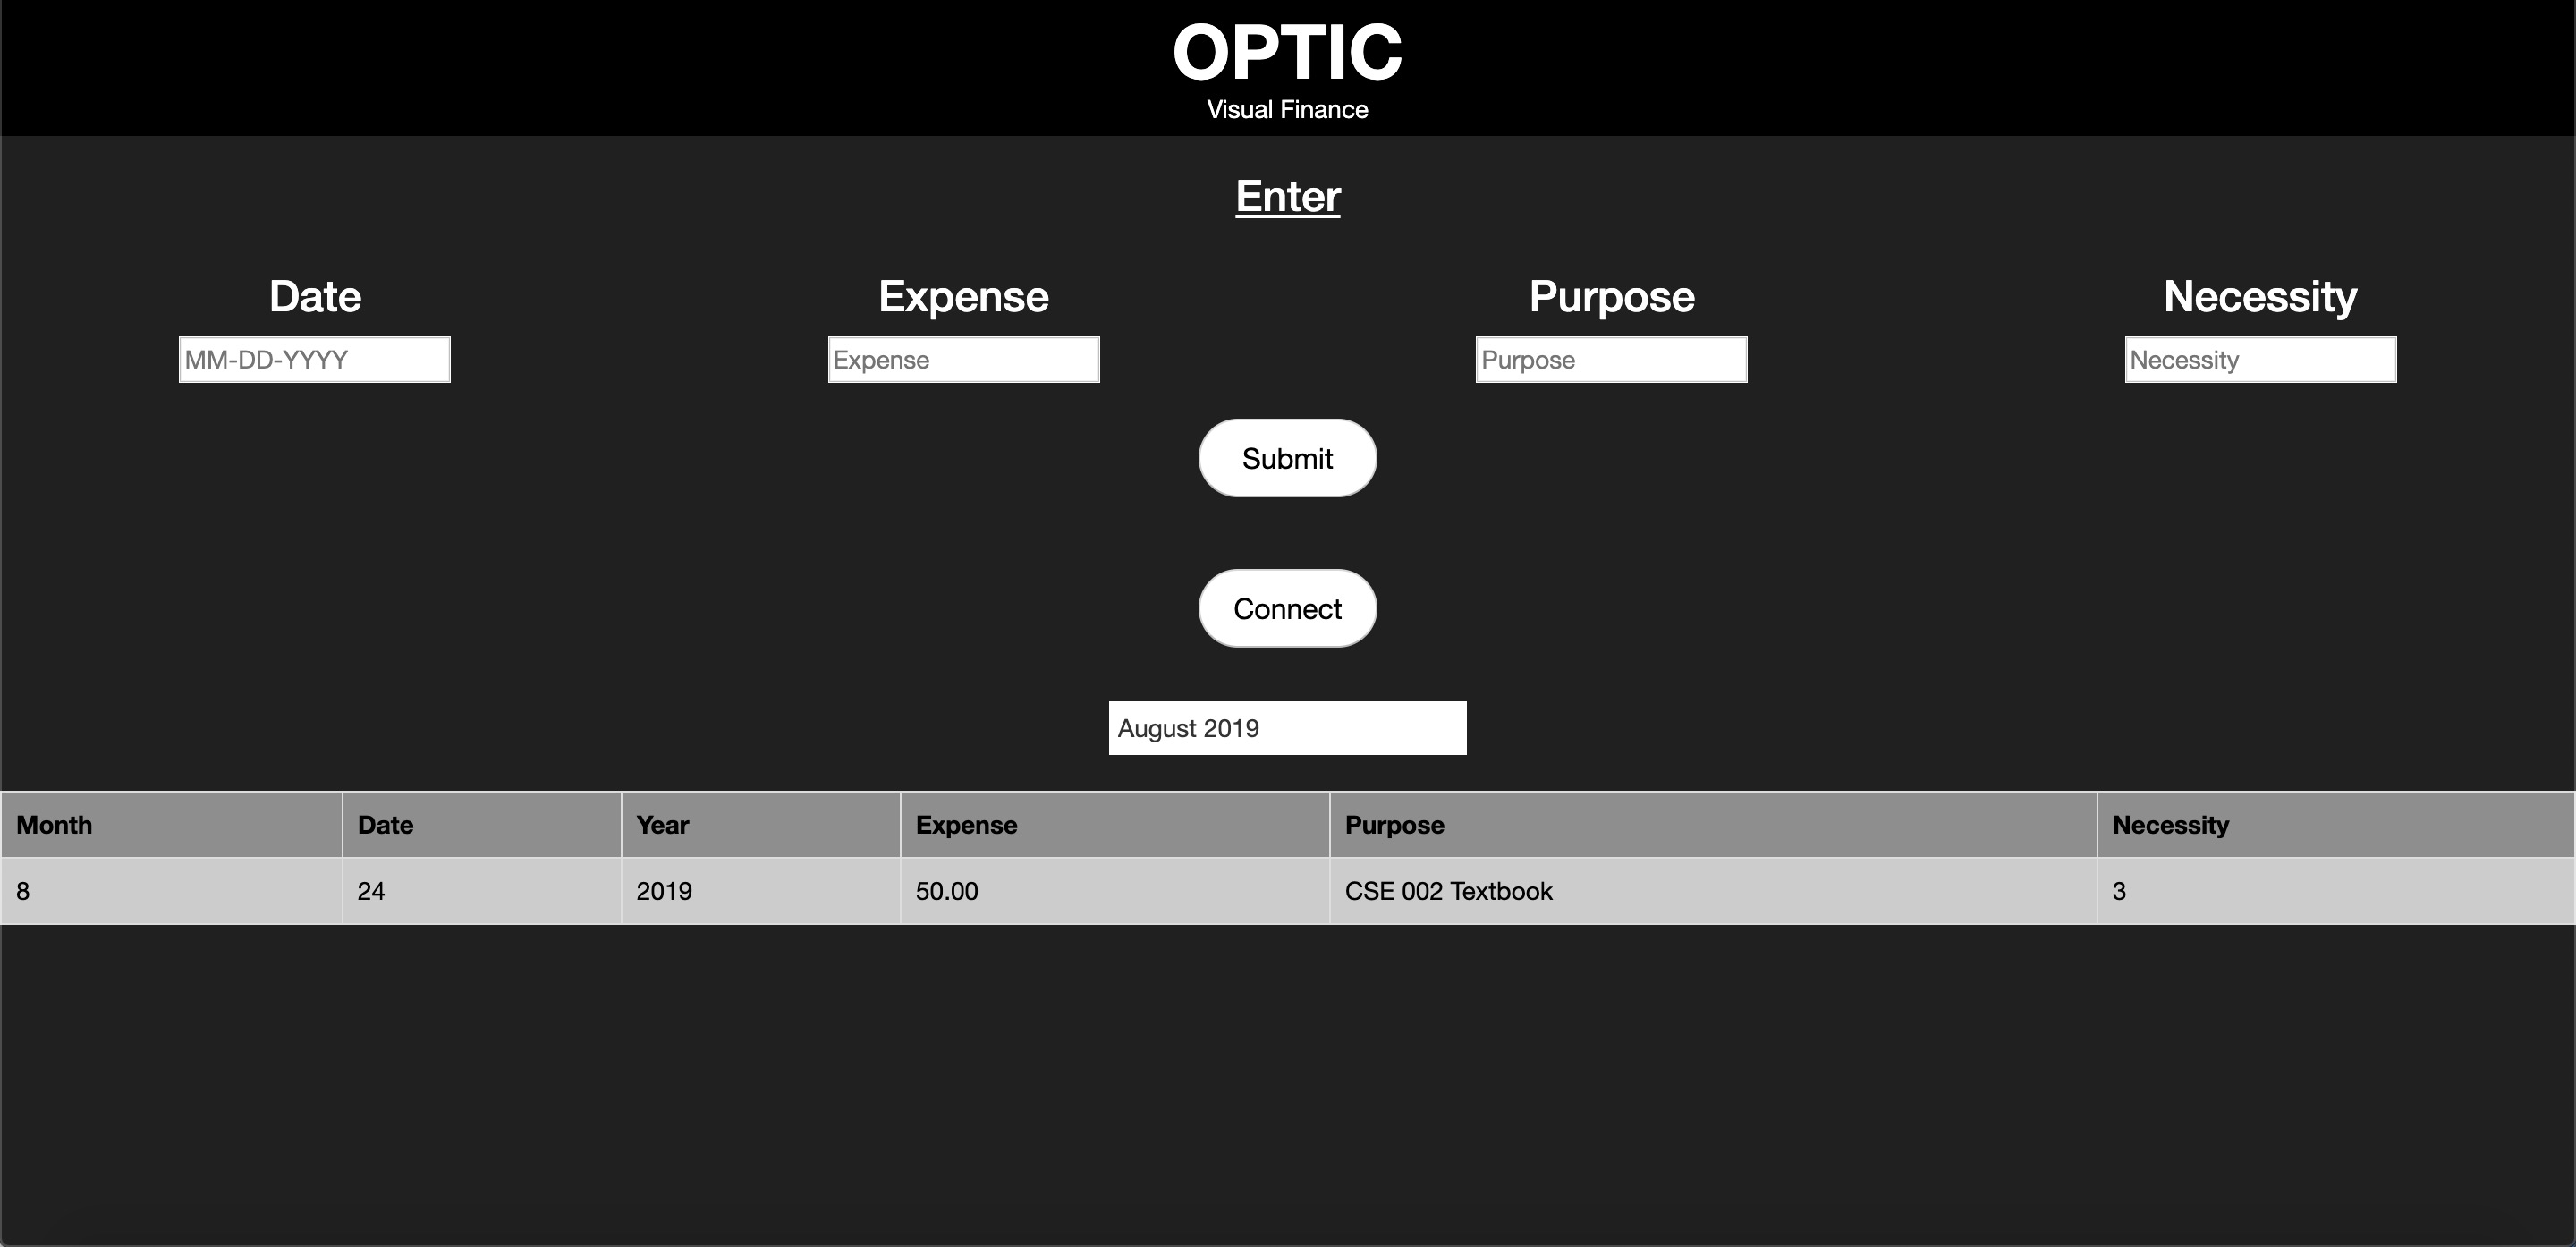 OPTIC
Visual Finance
Enter
Date Expense Purpose Necessity
MM-DD-YYYY Expense Purpose Necessity
Submit
Connect
August 2019
Month Date Year Expense Purpose Necessity
8 24 2019 50.00 CSE 002 Textbook 3